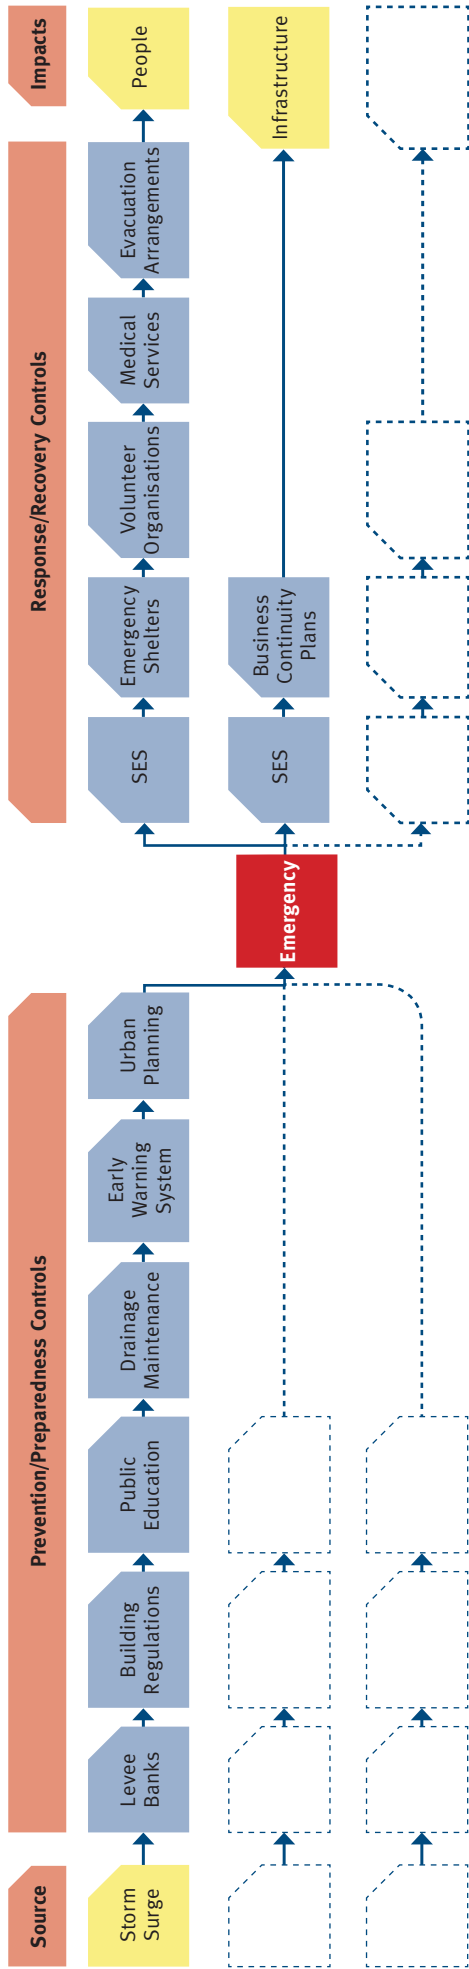 Source
Prevention/Preparedness Controls
Response/Recovery Controls
Impacts
Storm
Surge
Levee
Banks
Building
Regulations
Public
Education
Drainage
Maintenance
Early
Warning
System
Urban
Planning
Emergency
SES
Emergency
Shelters
Volunteer
Organisations
Medical
Services
Evacuation
Arrangements
People
SES
Business
Continuity
Plans
Infrastructure